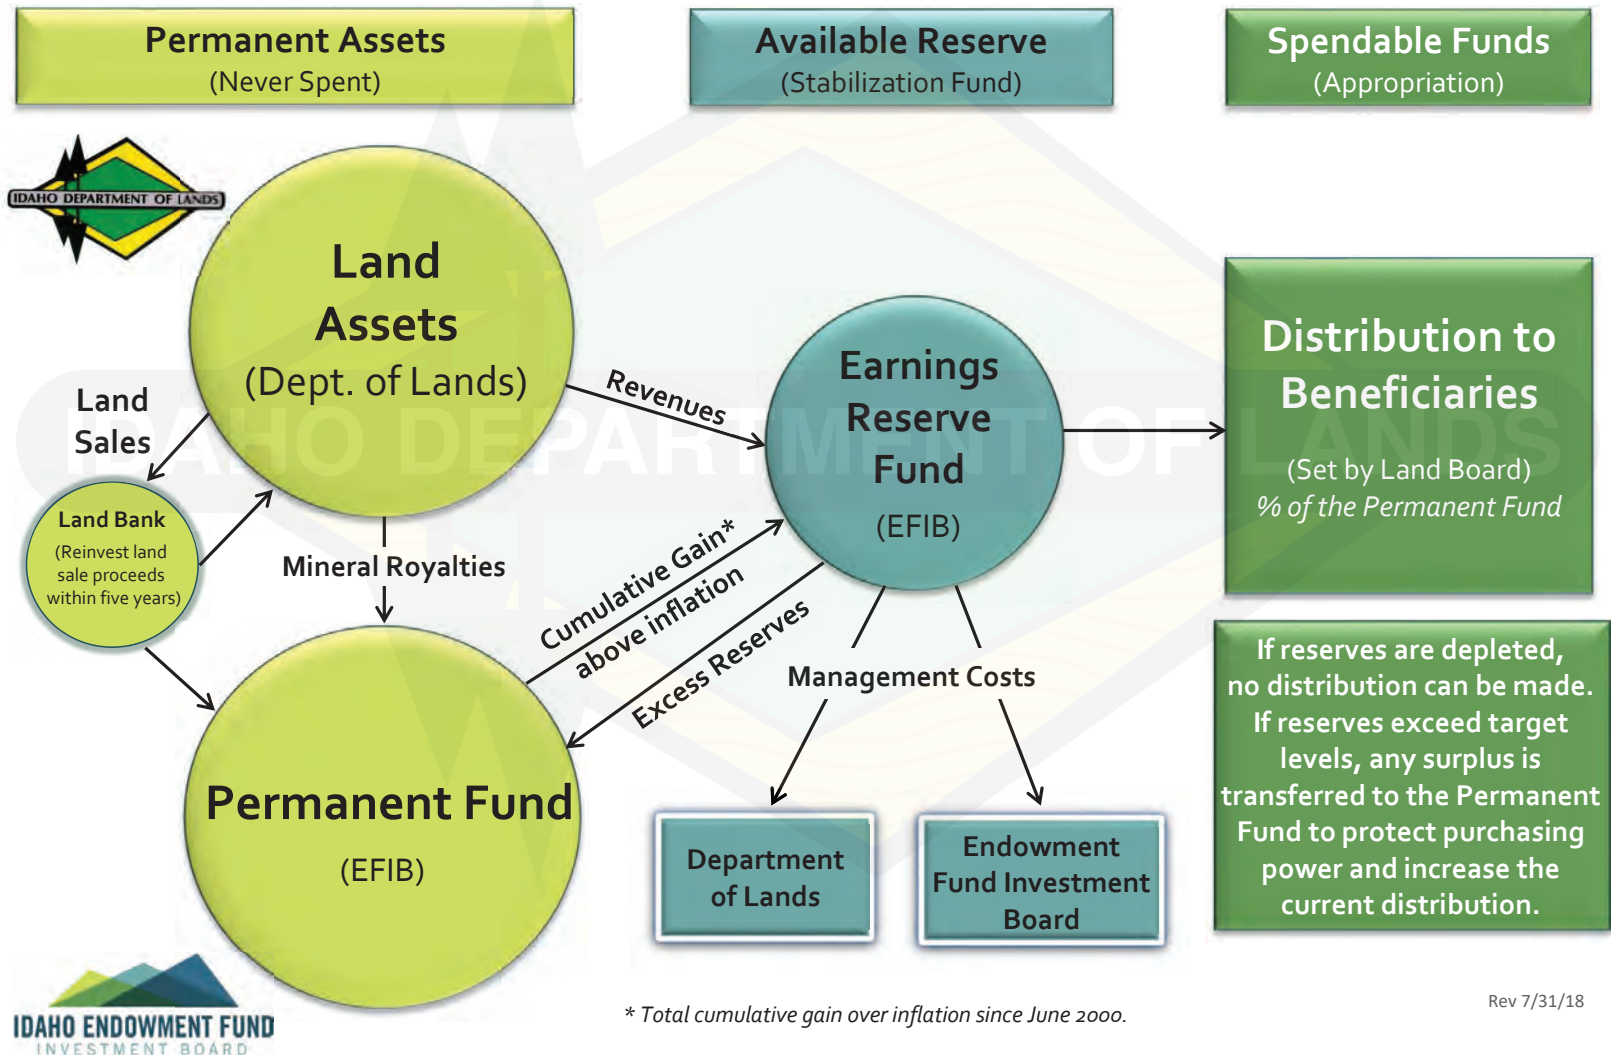 Permanent Assets
(Never Spent)
Available Reserve
(Stabilization Fund)
Spendable Funds
(Appropriation)
IDAHO DEPARTMENT OF LANDS
Land
Assets
(Dept. of Lands)
Land
Sales
Land Bank
(Reinvest land
sale proceeds
within five years)
Revenues
Mineral Royalties
Earnings
Reserve
Fund
(EFIB)
Cumulative Gain*
above inflation
Excess Reserves
Distribution to
Beneficiaries
(Set by Land Board)
% of the Permanent Fund
IDAHO DEPARTMENT OF LANDS
Permanent Fund
(EFIB)
Management Costs
Department
of Lands
Endowment
Fund Investment
Board
If reserves are depleted,
no distribution can be made.
If reserves exceed target
levels, any surplus is
transferred to the Permanent
Fund to protect purchasing
power and increase the
current distribution.
IDAHO ENDOWMENT FUND
INVESTMENT BOARD
* Total cumulative gain over inflation since June 2000.
Rev 7/31/18